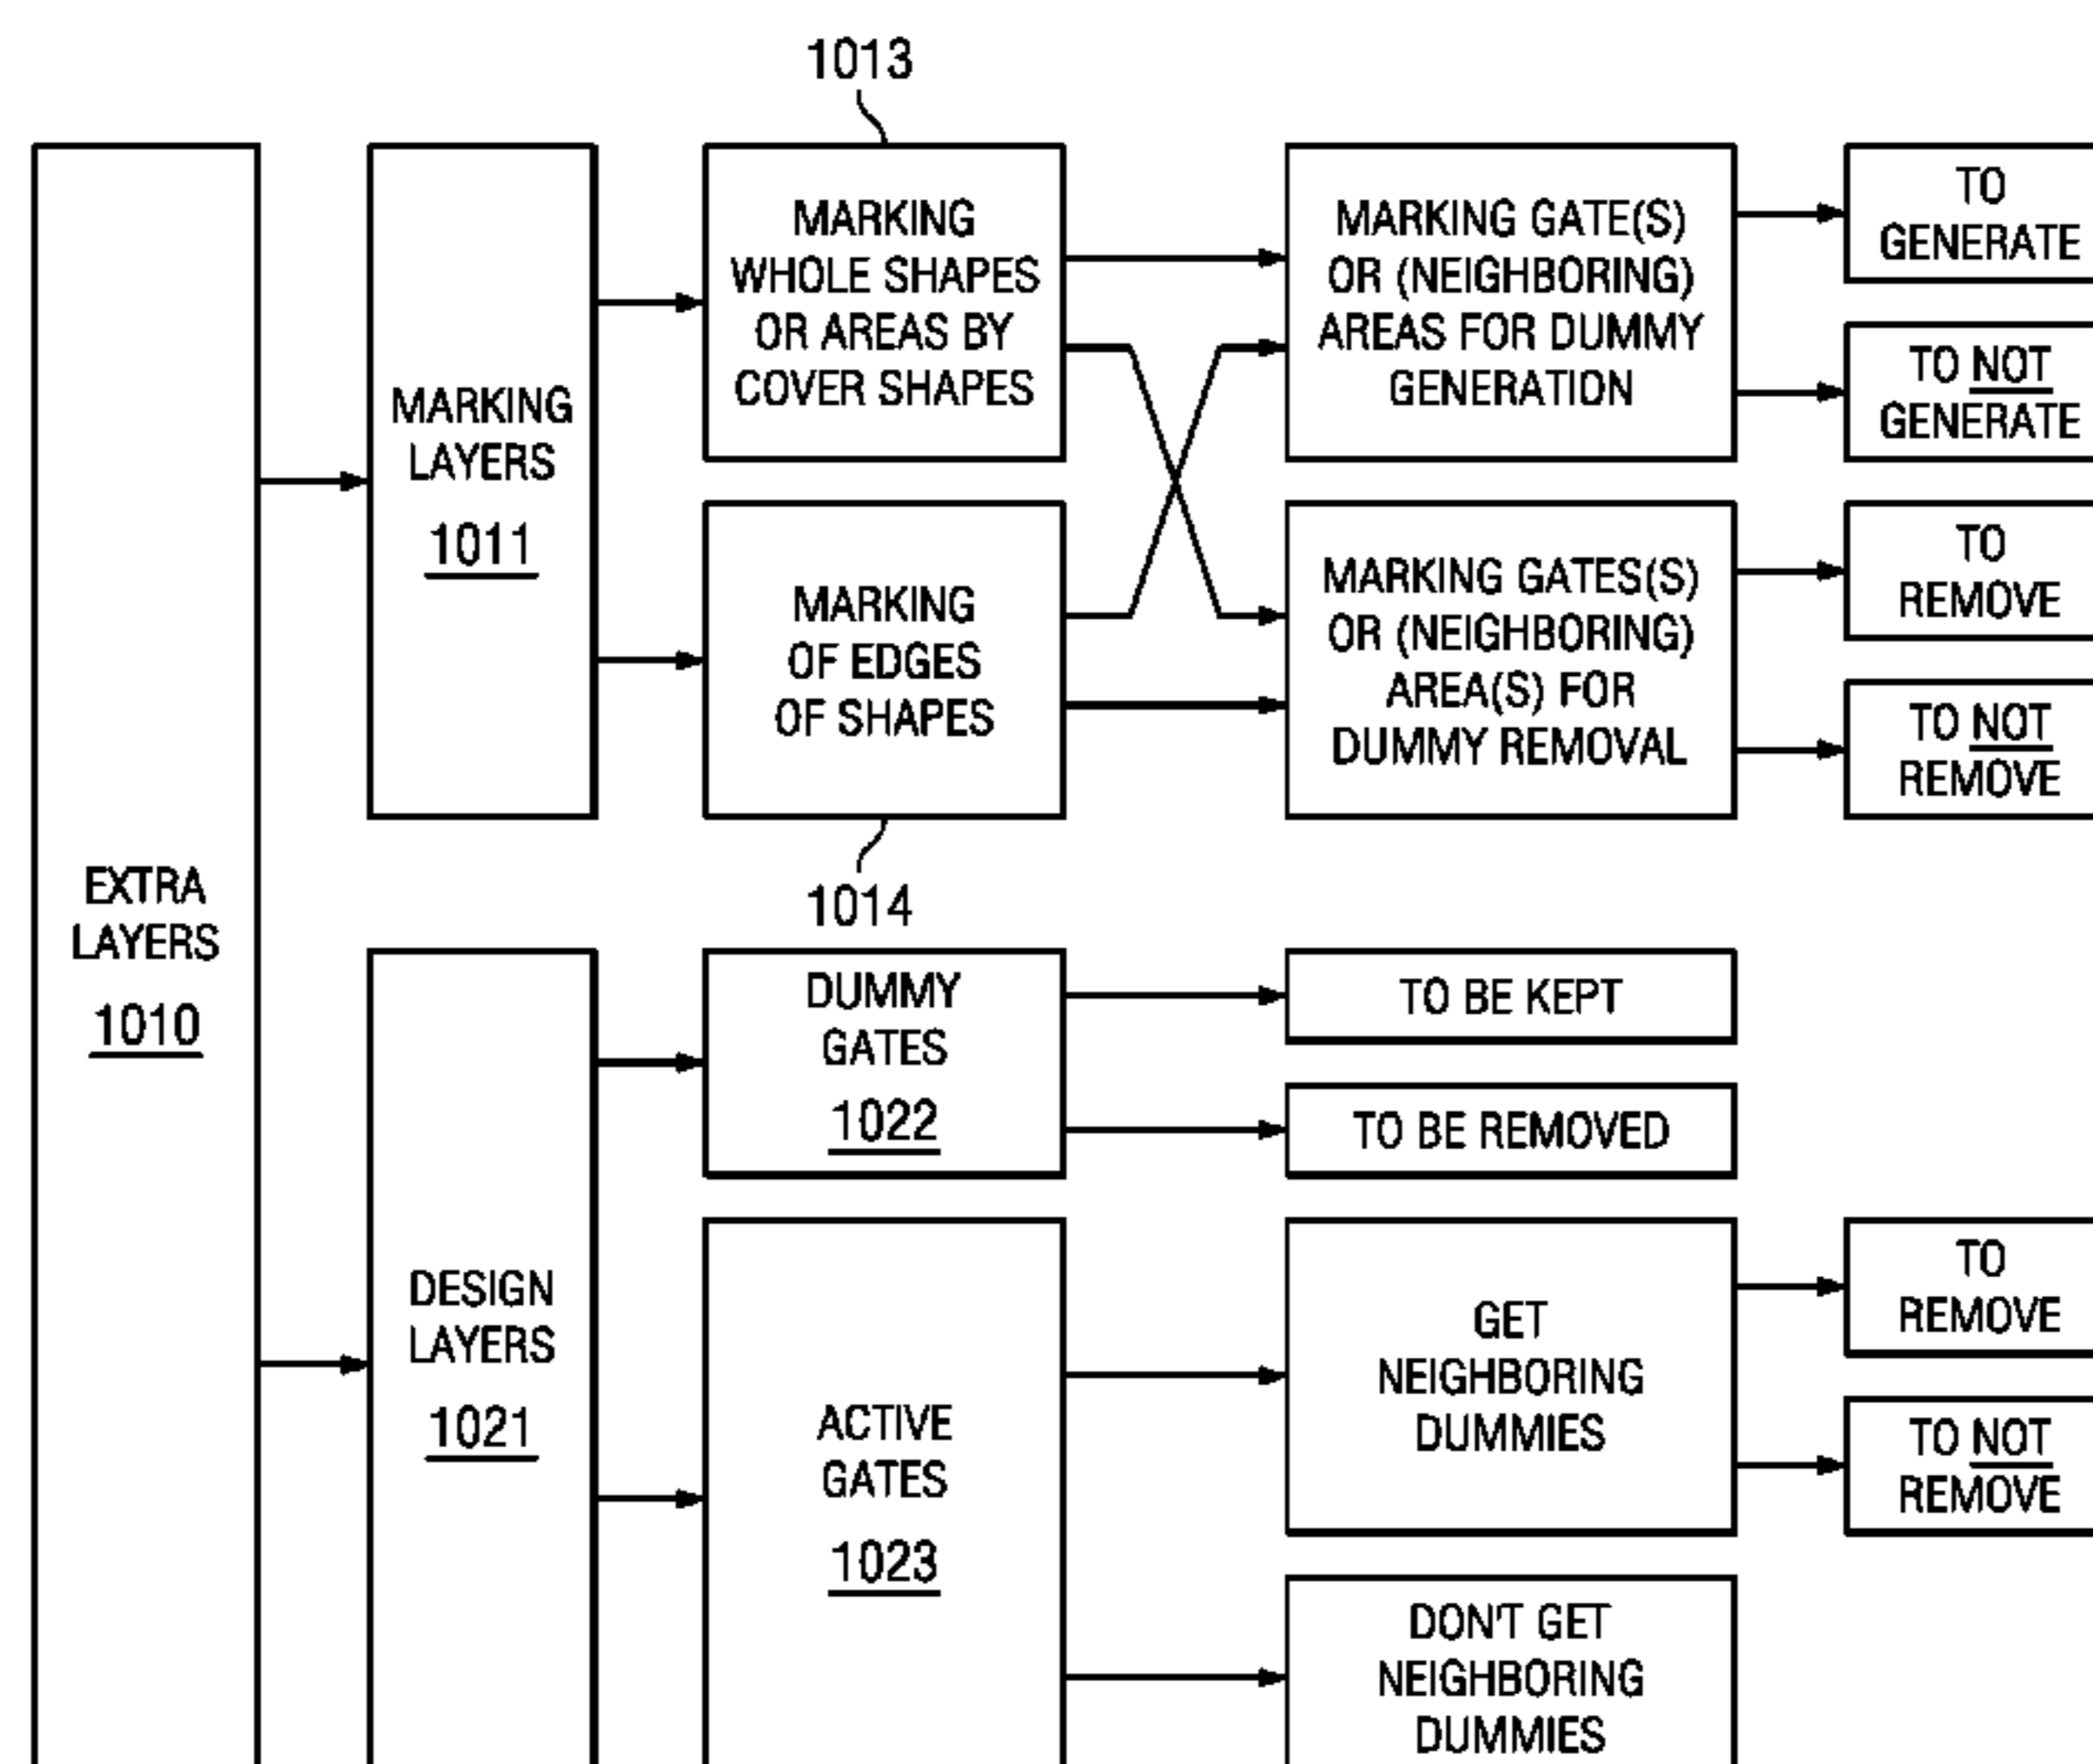 1013
EXTRA
LAYERS
1010
MARKING
LAYERS
1011
MARKING
WHOLE SHAPES
OR AREAS BY
COVER SHAPES
MARKING
OF EDGES
OF SHAPES
1014
MARKING GATE(S)
OR (NEIGHBORING)
AREAS FOR DUMMY
GENERATION
TO
GENERATE
TO NOT
GENERATE
MARKING GATES(S)
OR (NEIGHBORING)
AREA(S) FOR
DUMMY REMOVAL
TO
REMOVE
TO NOT
REMOVE
DESIGN
LAYERS
1021
DUMMY
GATES
1022
TO BE KEPT
TO BE REMOVED
ACTIVE
GATES
1023
GET
NEIGHBORING
DUMMIES
TO
REMOVE
TO NOT
REMOVE
DON'T GET
NEIGHBORING
DUMMIES